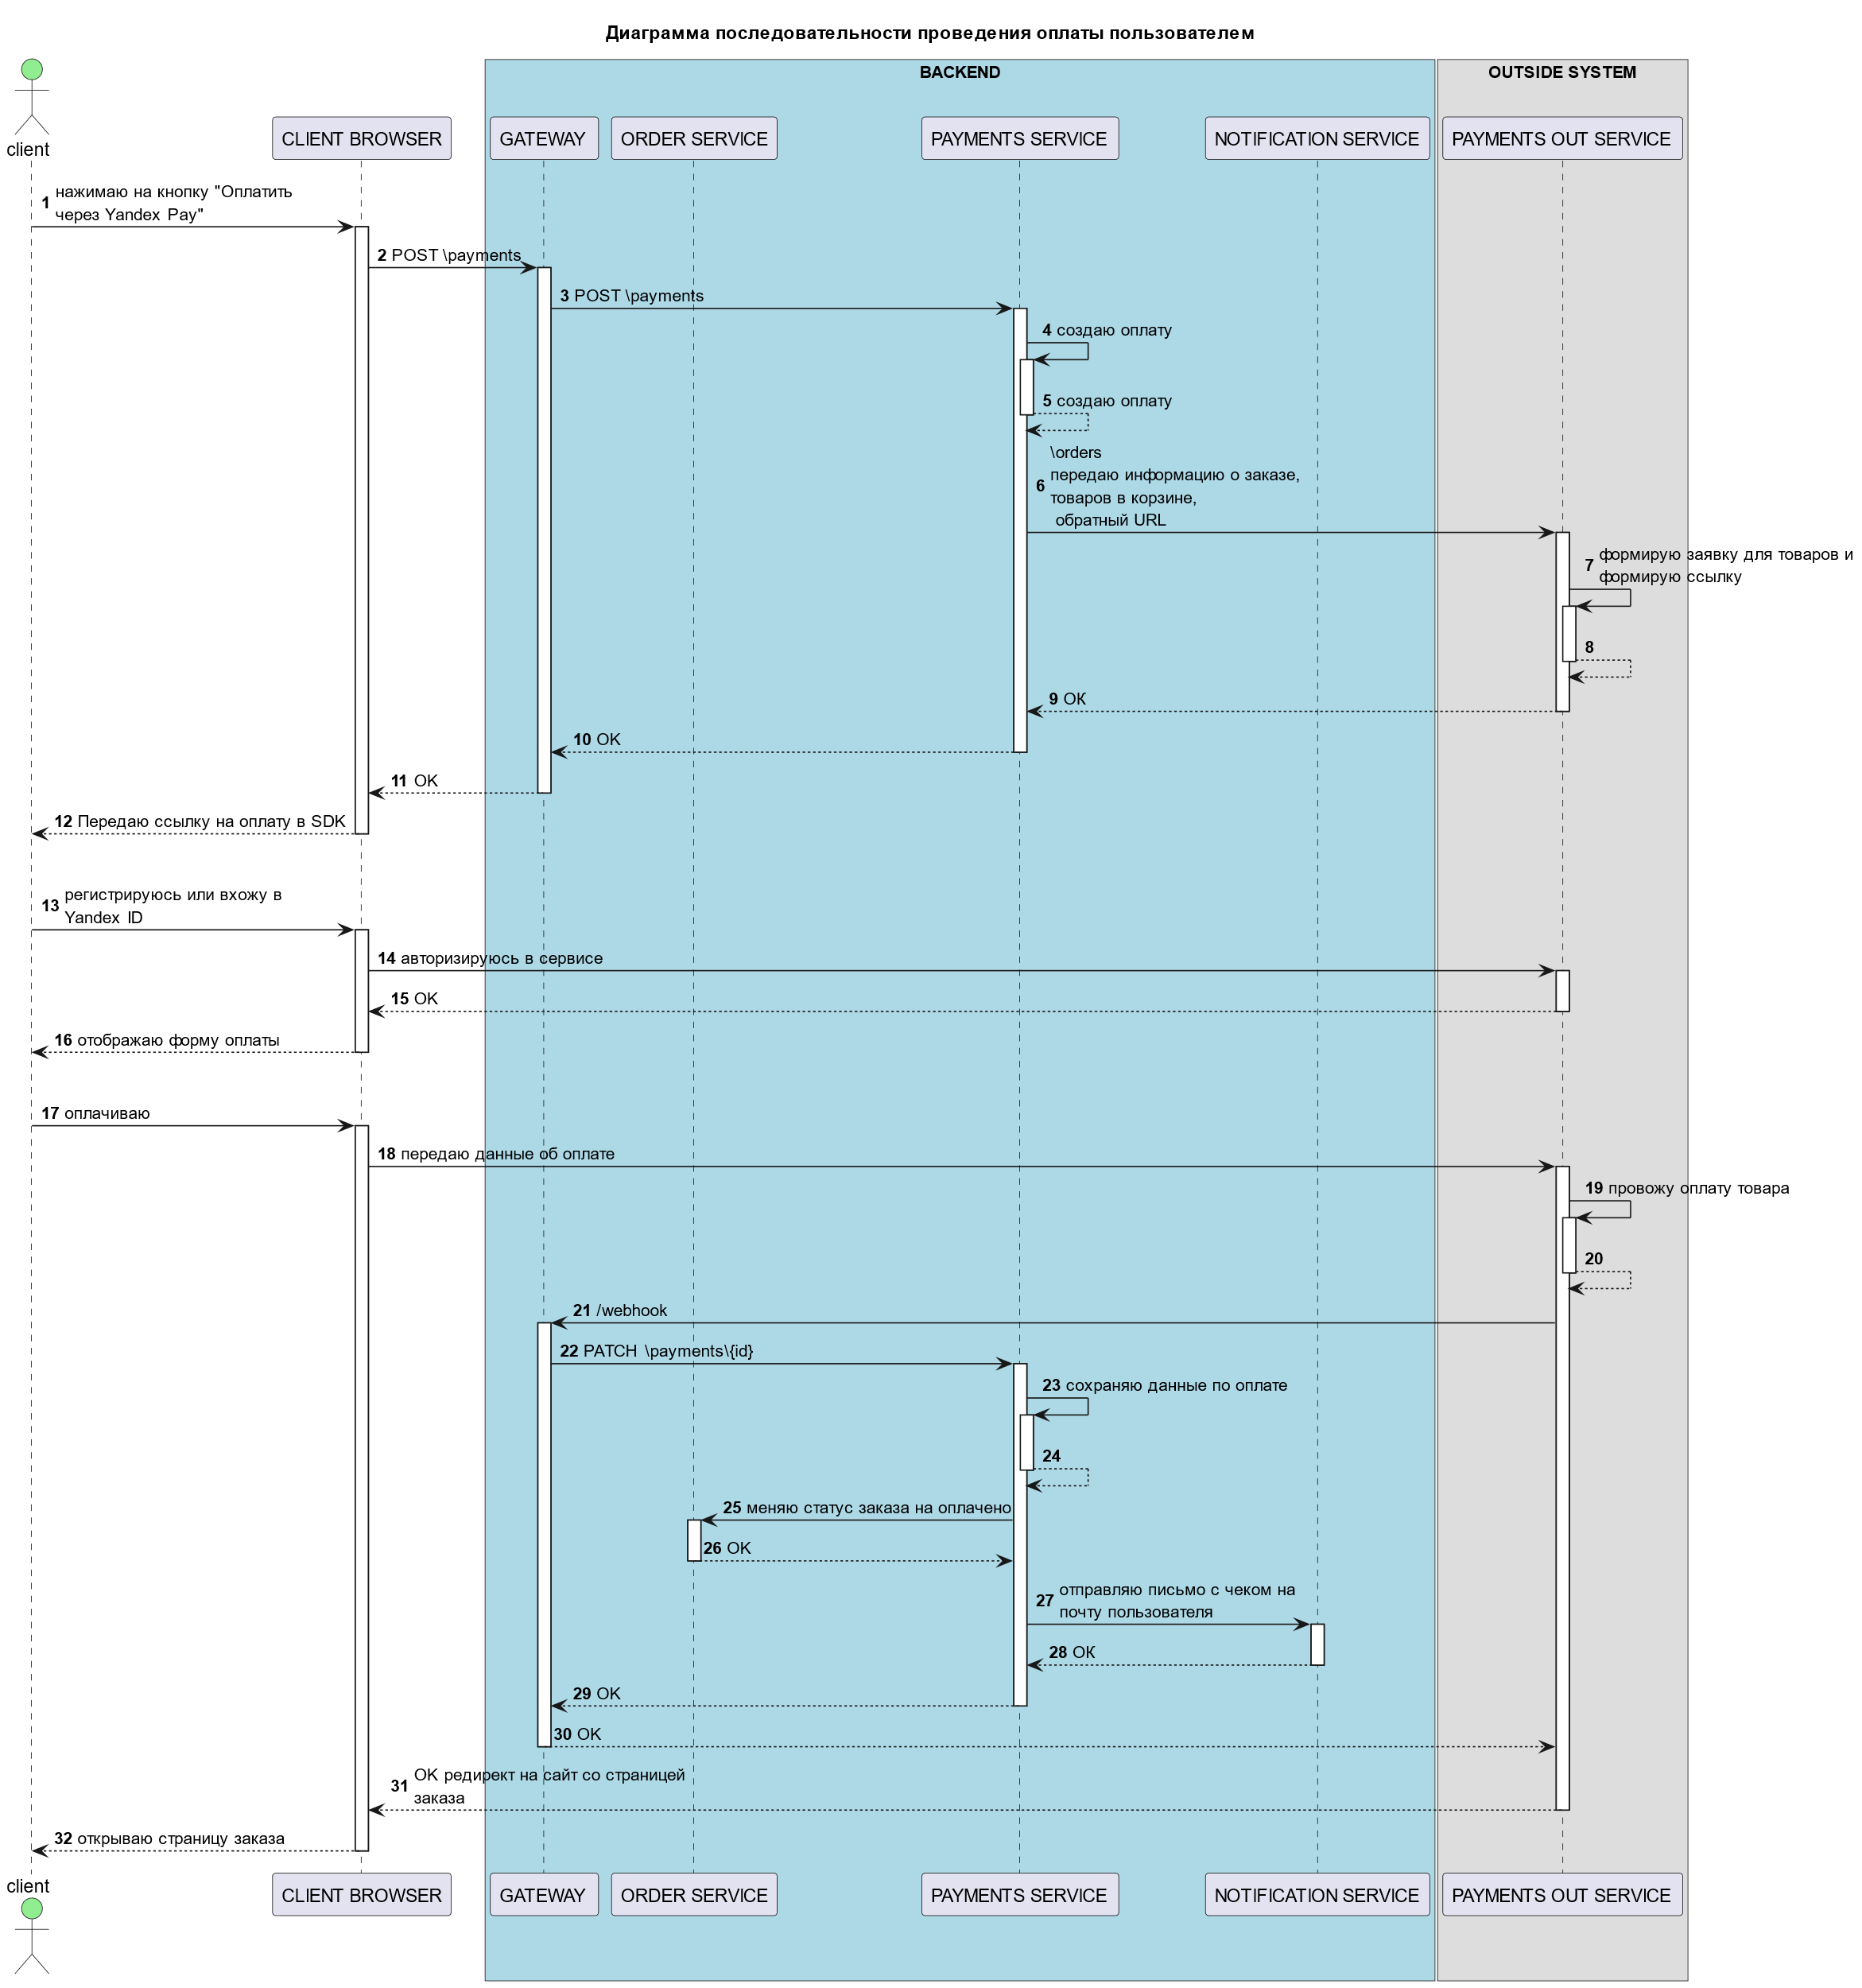 Диаграмма последовательности проведения оплаты пользователем
BACKEND
OUTSIDE SYSTEM
client
CLIENT BROWSER
GATEWAY
ORDER SERVICE
PAYMENTS SERVICE
NOTIFICATION SERVICE
PAYMENTS OUT SERVICE
1 нажимаю на кнопку "Оплатить
через Yandex Pay"
2 POST \payments
3 POST \payments
4 создаю оплату
5 создаю оплату
\orders
передаю информацию о заказе,
6 товаров в корзине,
обратный URL
7 формирую заявку для товаров и
формирую ссылку
8
9 OK
10 OK
11 OK
12 Передаю ссылку на оплату в SDK
13 регистрируюсь или вхожу в
Yandex ID
14 авторизируюсь в сервисе
15 OK
16 отображаю форму оплаты
17 оплачиваю
18 передаю данные об оплате
19 провожу оплату товара
20
21 /webhook
22 PATCH \payments\{id}
23 сохраняю данные по оплате
24
25 меняю статус заказа на оплачено
26 OK
27 отправляю письмо с чеком на
почту пользователя
28 OK
29 OK
30 OK
31 OK редирект на сайт со страницей
заказа
32 открываю страницу заказа
client
CLIENT BROWSER
GATEWAY
ORDER SERVICE
PAYMENTS SERVICE
NOTIFICATION SERVICE
PAYMENTS OUT SERVICE